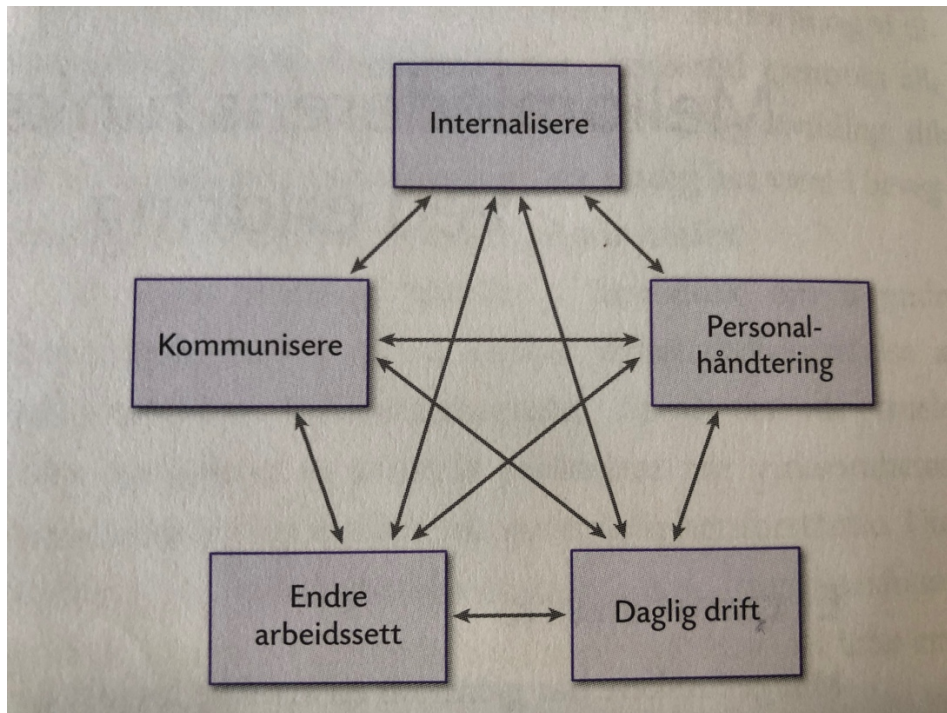 Internalisere
Kommunisere
Personal-
håndtering
Endre
arbeidssett
Daglig drift